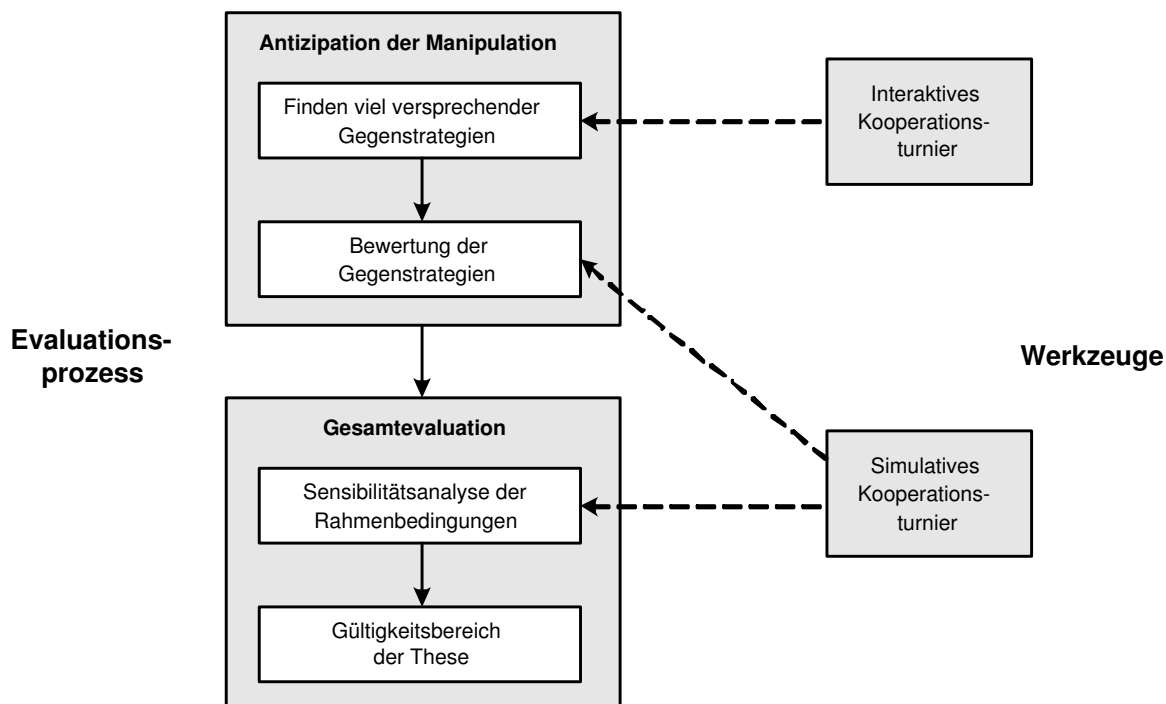 Antizipation der Manipulation
Finden viel versprechender
Gegenstrategien
Bewertung der
Gegenstrategien
Interaktives
Kooperations-
turnier
Evaluations-
prozess
Werkzeuge
Gesamtevaluation
Sensibilitätsanalyse der
Rahmenbedingungen
Gültigkeitsbereich
der These
Simulatives
Kooperations-
turnier